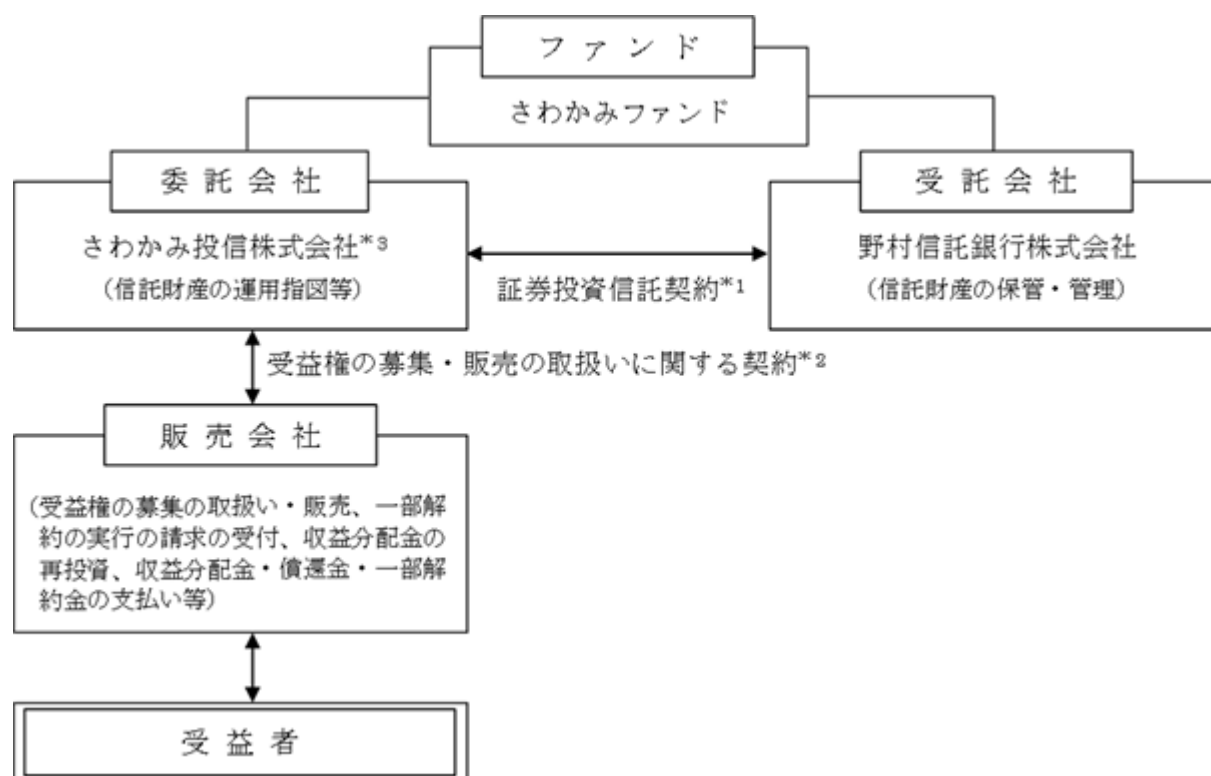 ファンド
さわかみファンド
委託会社
受託会社
さわかみ投信株式会社*3
(信託財産の運用指図等)
証券投資信託契約*1
野村信託銀行株式会社
(信託財産の保管・管理)
受益権の募集・販売の取扱いに関する契約*2
販売会社
(受益権の募集の取扱い・販売、一部解
約の実行の請求の受付、収益分配金の
再投資、収益分配金・償還金・一部解
約金の支払い等)
受益者